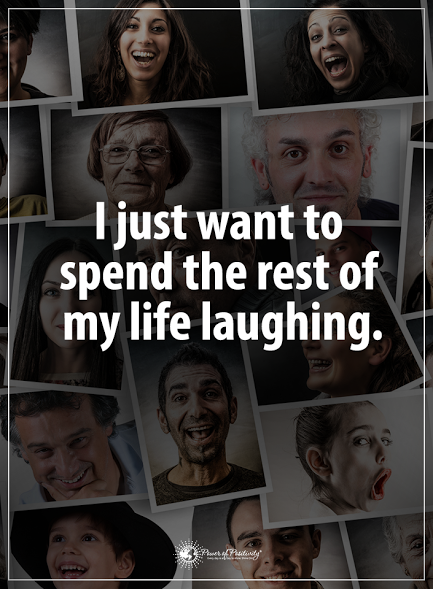 I just want to
spend the rest of
my life laughing.
Power of Positivity